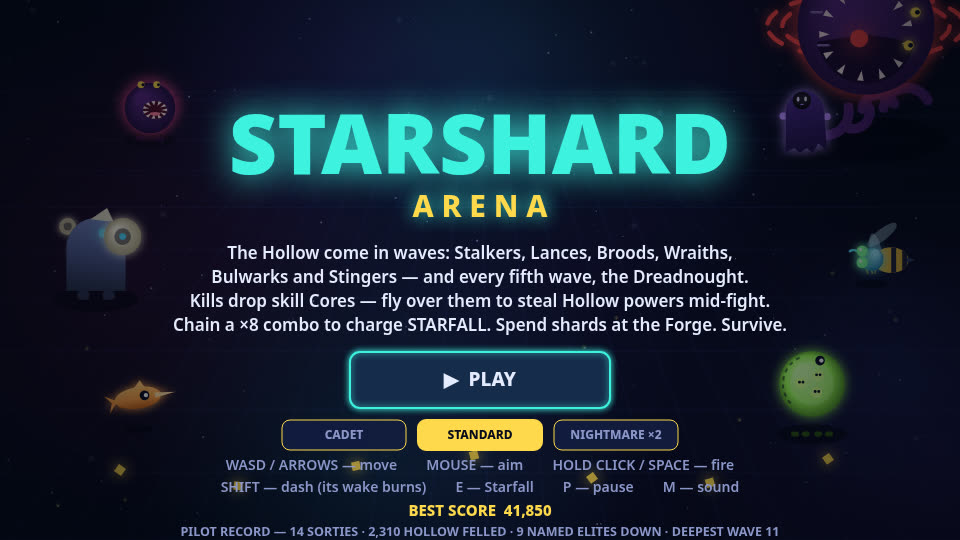 STARSHARD
ARENA
The Hollow come in waves: Stalkers, Lances, Broods, Wraiths,
Bulwarks and Stingers — and every fifth wave, the Dreadnought.
Kills drop skill Cores — fly over them to steal Hollow powers mid-fight.
Chain a ×8 combo to charge STARFALL. Spend shards at the Forge. Survive.
▶ PLAY
CADET STANDARD NIGHTMARE ×2
WASD / ARROWS — move MOUSE — aim HOLD CLICK / SPACE — fire
SHIFT — dash (its wake burns) E — Starfall P — pause M — sound
BEST SCORE 41,850
PILOT RECORD — 14 SORTIES · 2,310 HOLLOW FELLED · 9 NAMED ELITES DOWN · DEEPEST WAVE 11